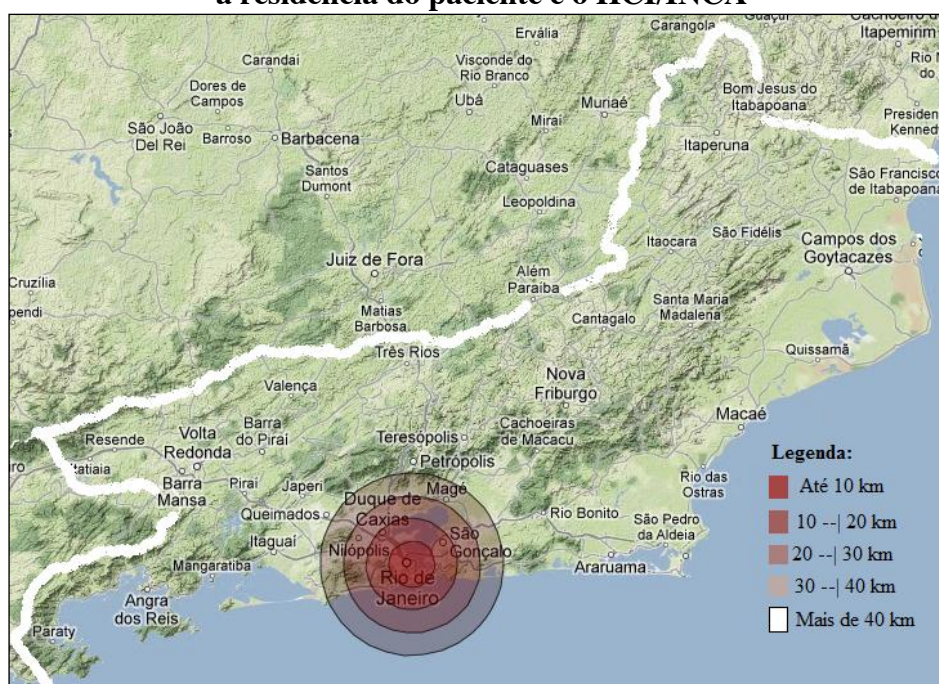 a residência do paciente e o HCI/INCA
Carangola
Guaçuí
Cachoeiro de
Itapemirim
Ervália
Carandaí
Visconde do
Rio Branco
Dores de
Campos
Ubá
Muriaé
Bom Jesus do
Itabapoana
São João
Del Rei
Barroso
Barbacena
Miraí
Itaperuna
Santos
Dumont
Cataguases
São Francisco
de Itabapoana
Leopoldina
Itaocara
São Fidélis
Campos dos
Goytacazes
Juiz de Fora
Cruzília
Além
Paraíba
Matias
Barbosa
Santa Maria
Madalena
Cantagalo
Três Rios
Quissamã
Valença
Nova
Friburgo
Macaé
Resende
Volta
Redonda
Barra
do Piraí
Teresópolis
Cachoeiras
de Macacu
Itatiaia
Petrópolis
Barra
Mansa
Piraí
Japeri
Magé
Rio das
Ostras
Duque de
Caxias
Queimados
Rio Bonito
São Pedro
da Aldeia
Itaguaí
Nilópolis
São
Gonçalo
Mangaratiba
Araruama
Rio de
Janeiro
Angra
dos Reis
Paraty
Legenda:
Até 10 km
10 --| 20 km
20 --| 30 km
30 --| 40 km
Mais de 40 km